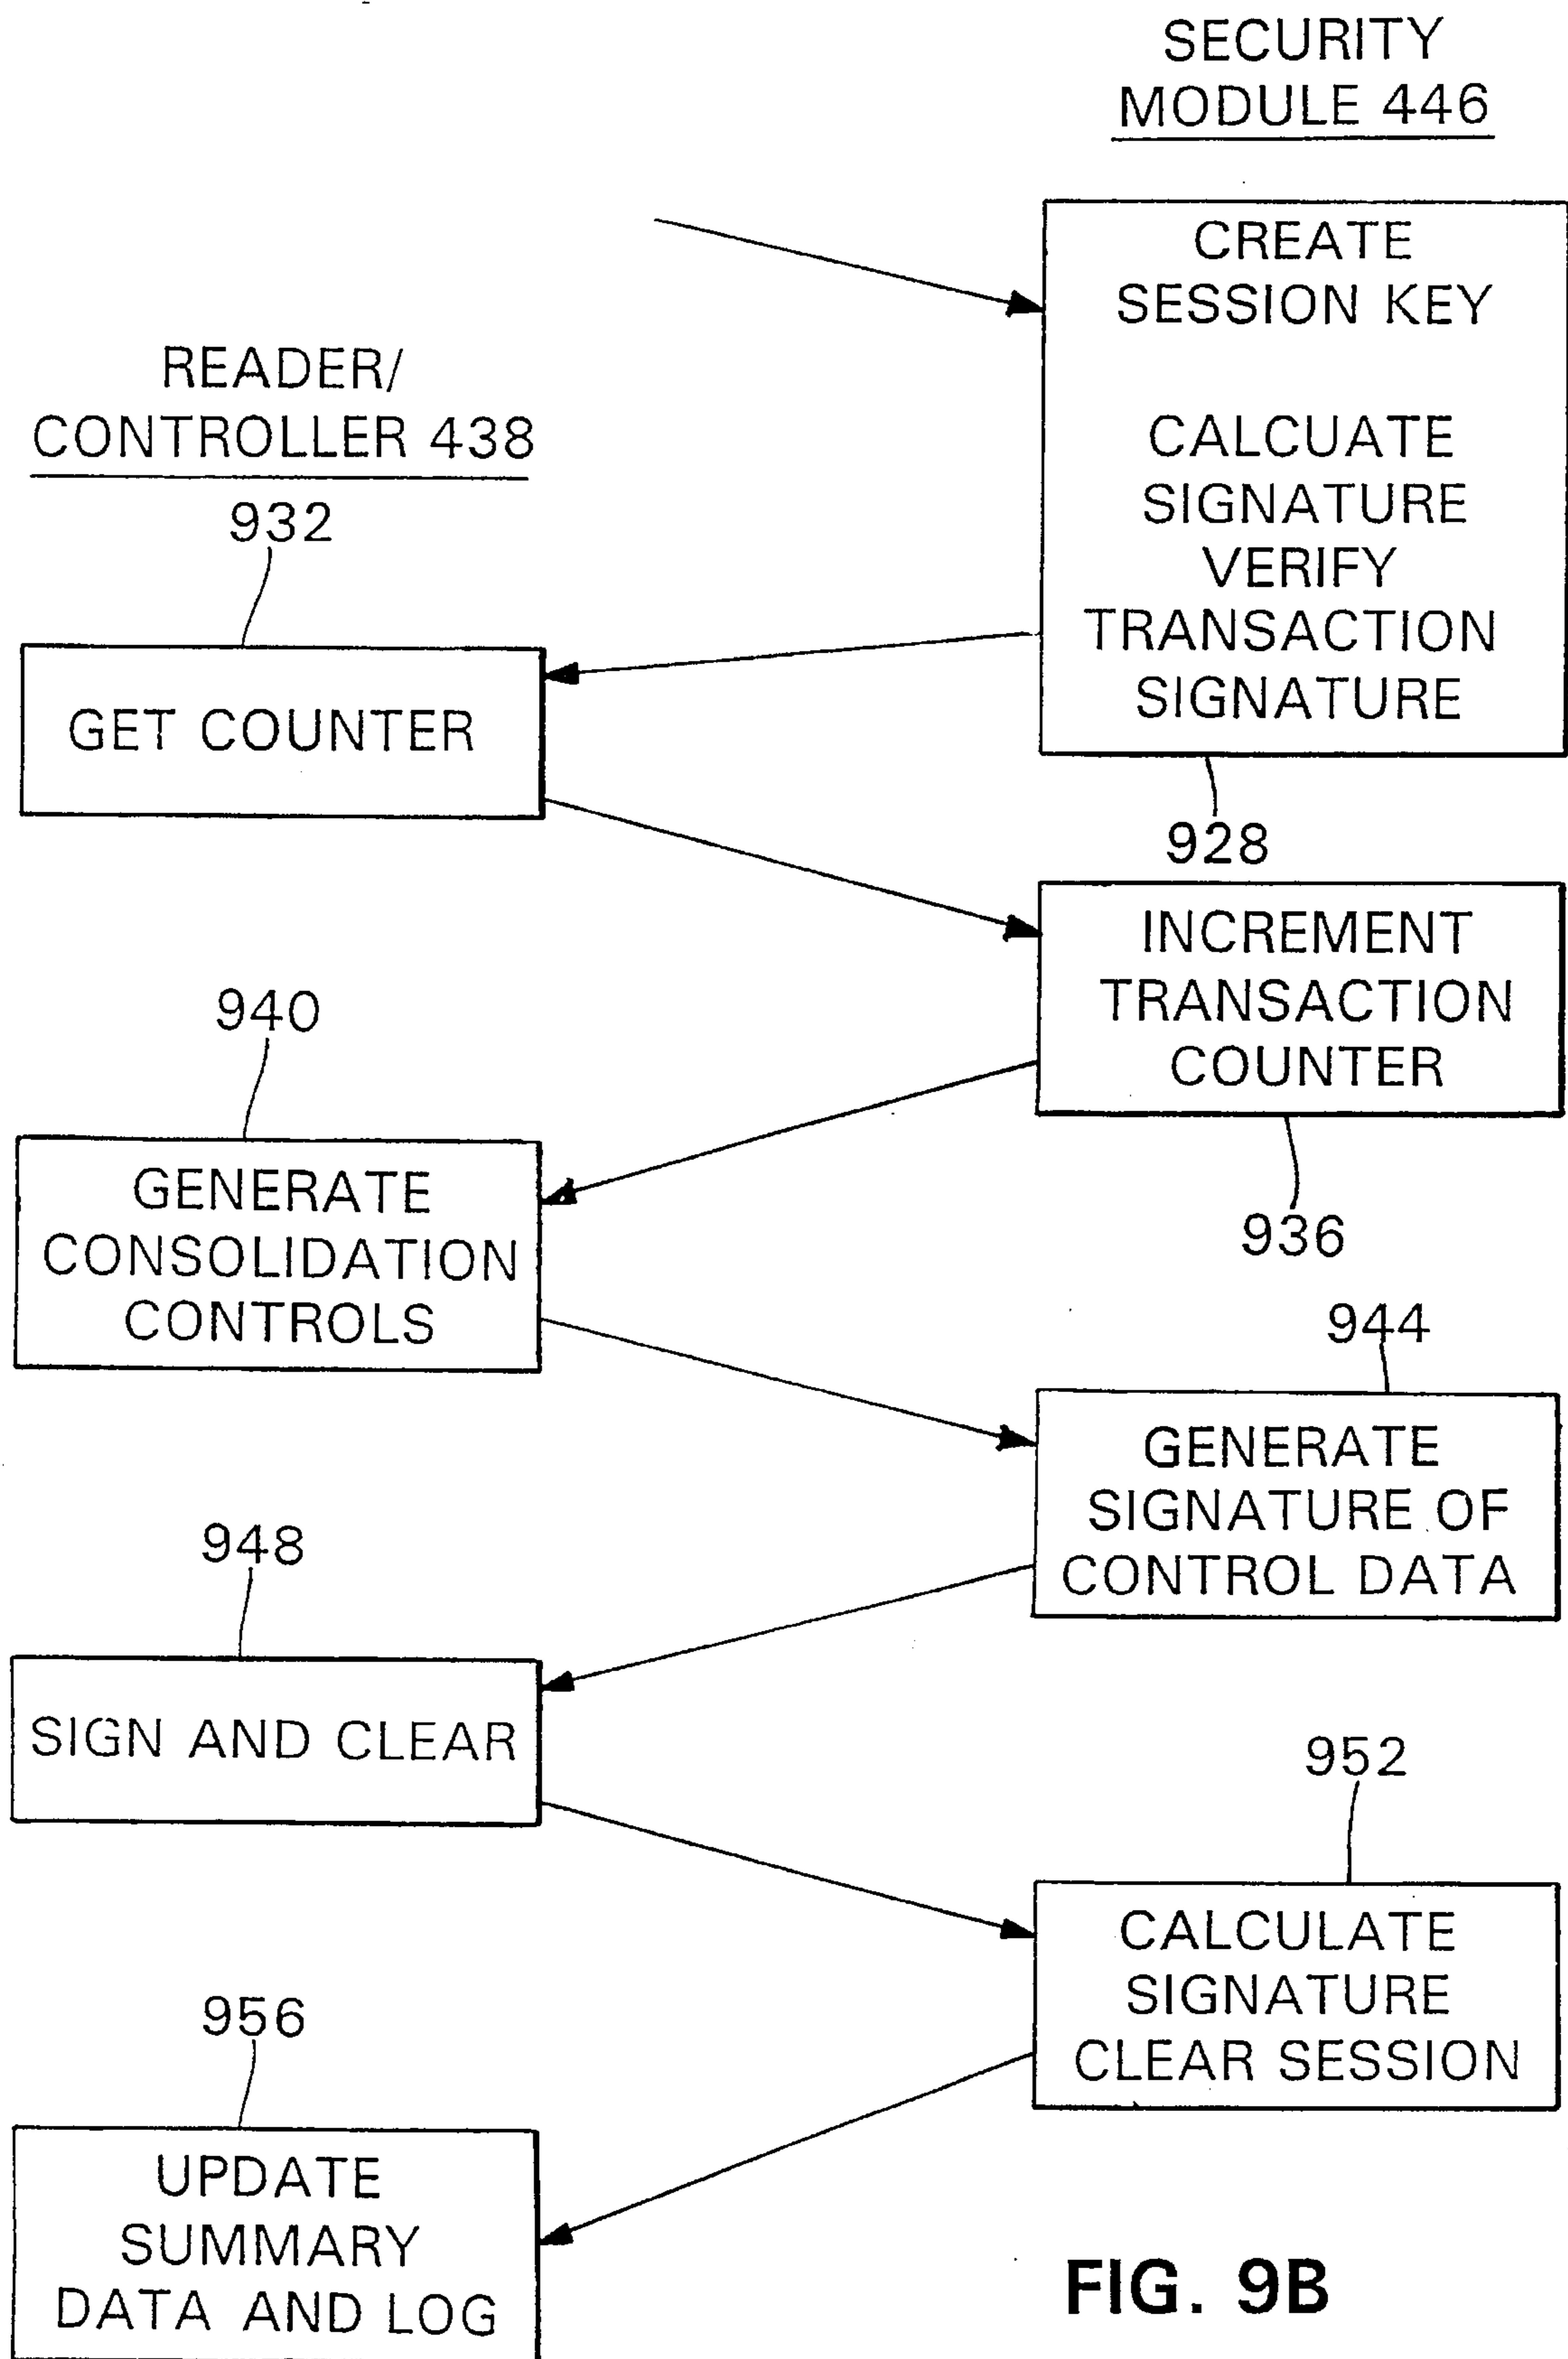 SECURITY
MODULE 446
CREATE
SESSION KEY
CALCUATE
SIGNATURE
VERIFY
TRANSACTION
SIGNATURE
928
READER/
CONTROLLER 438
932
GET COUNTER
INCREMENT
TRANSACTION
COUNTER
936
940
GENERATE
CONSOLIDATION
CONTROLS
944
GENERATE
SIGNATURE OF
CONTROL DATA
948
SIGN AND CLEAR
952
CALCULATE
SIGNATURE
CLEAR SESSION
956
UPDATE
SUMMARY
DATA AND LOG
FIG. 9B